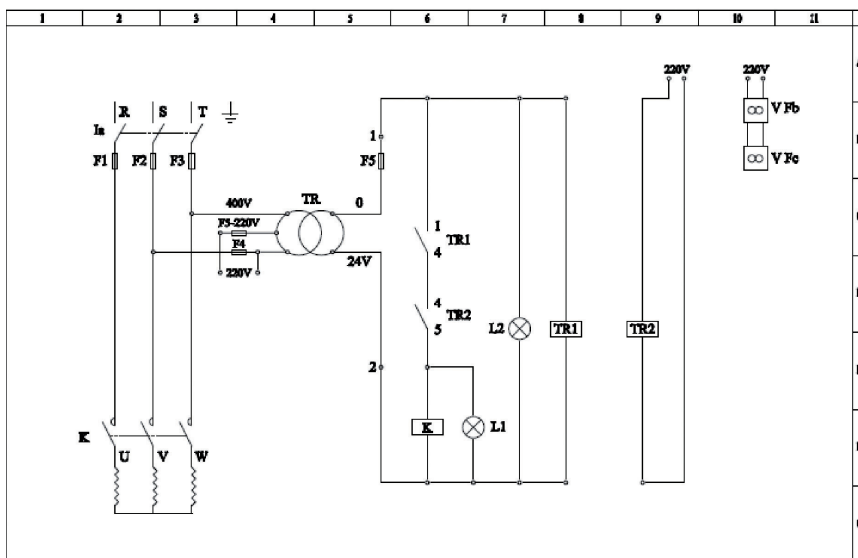 1 2 3 4 5 6 7 8 9 10 11
220V 220V
R S T
Ia
V Fb
1
F1 F2 F3 F5
V Fc
400V TR 0
F3-220V
F4
1
TR1
24V 4
220V
4
TR2
5
L2 TR1 TR2
2
K L1
K
U V W